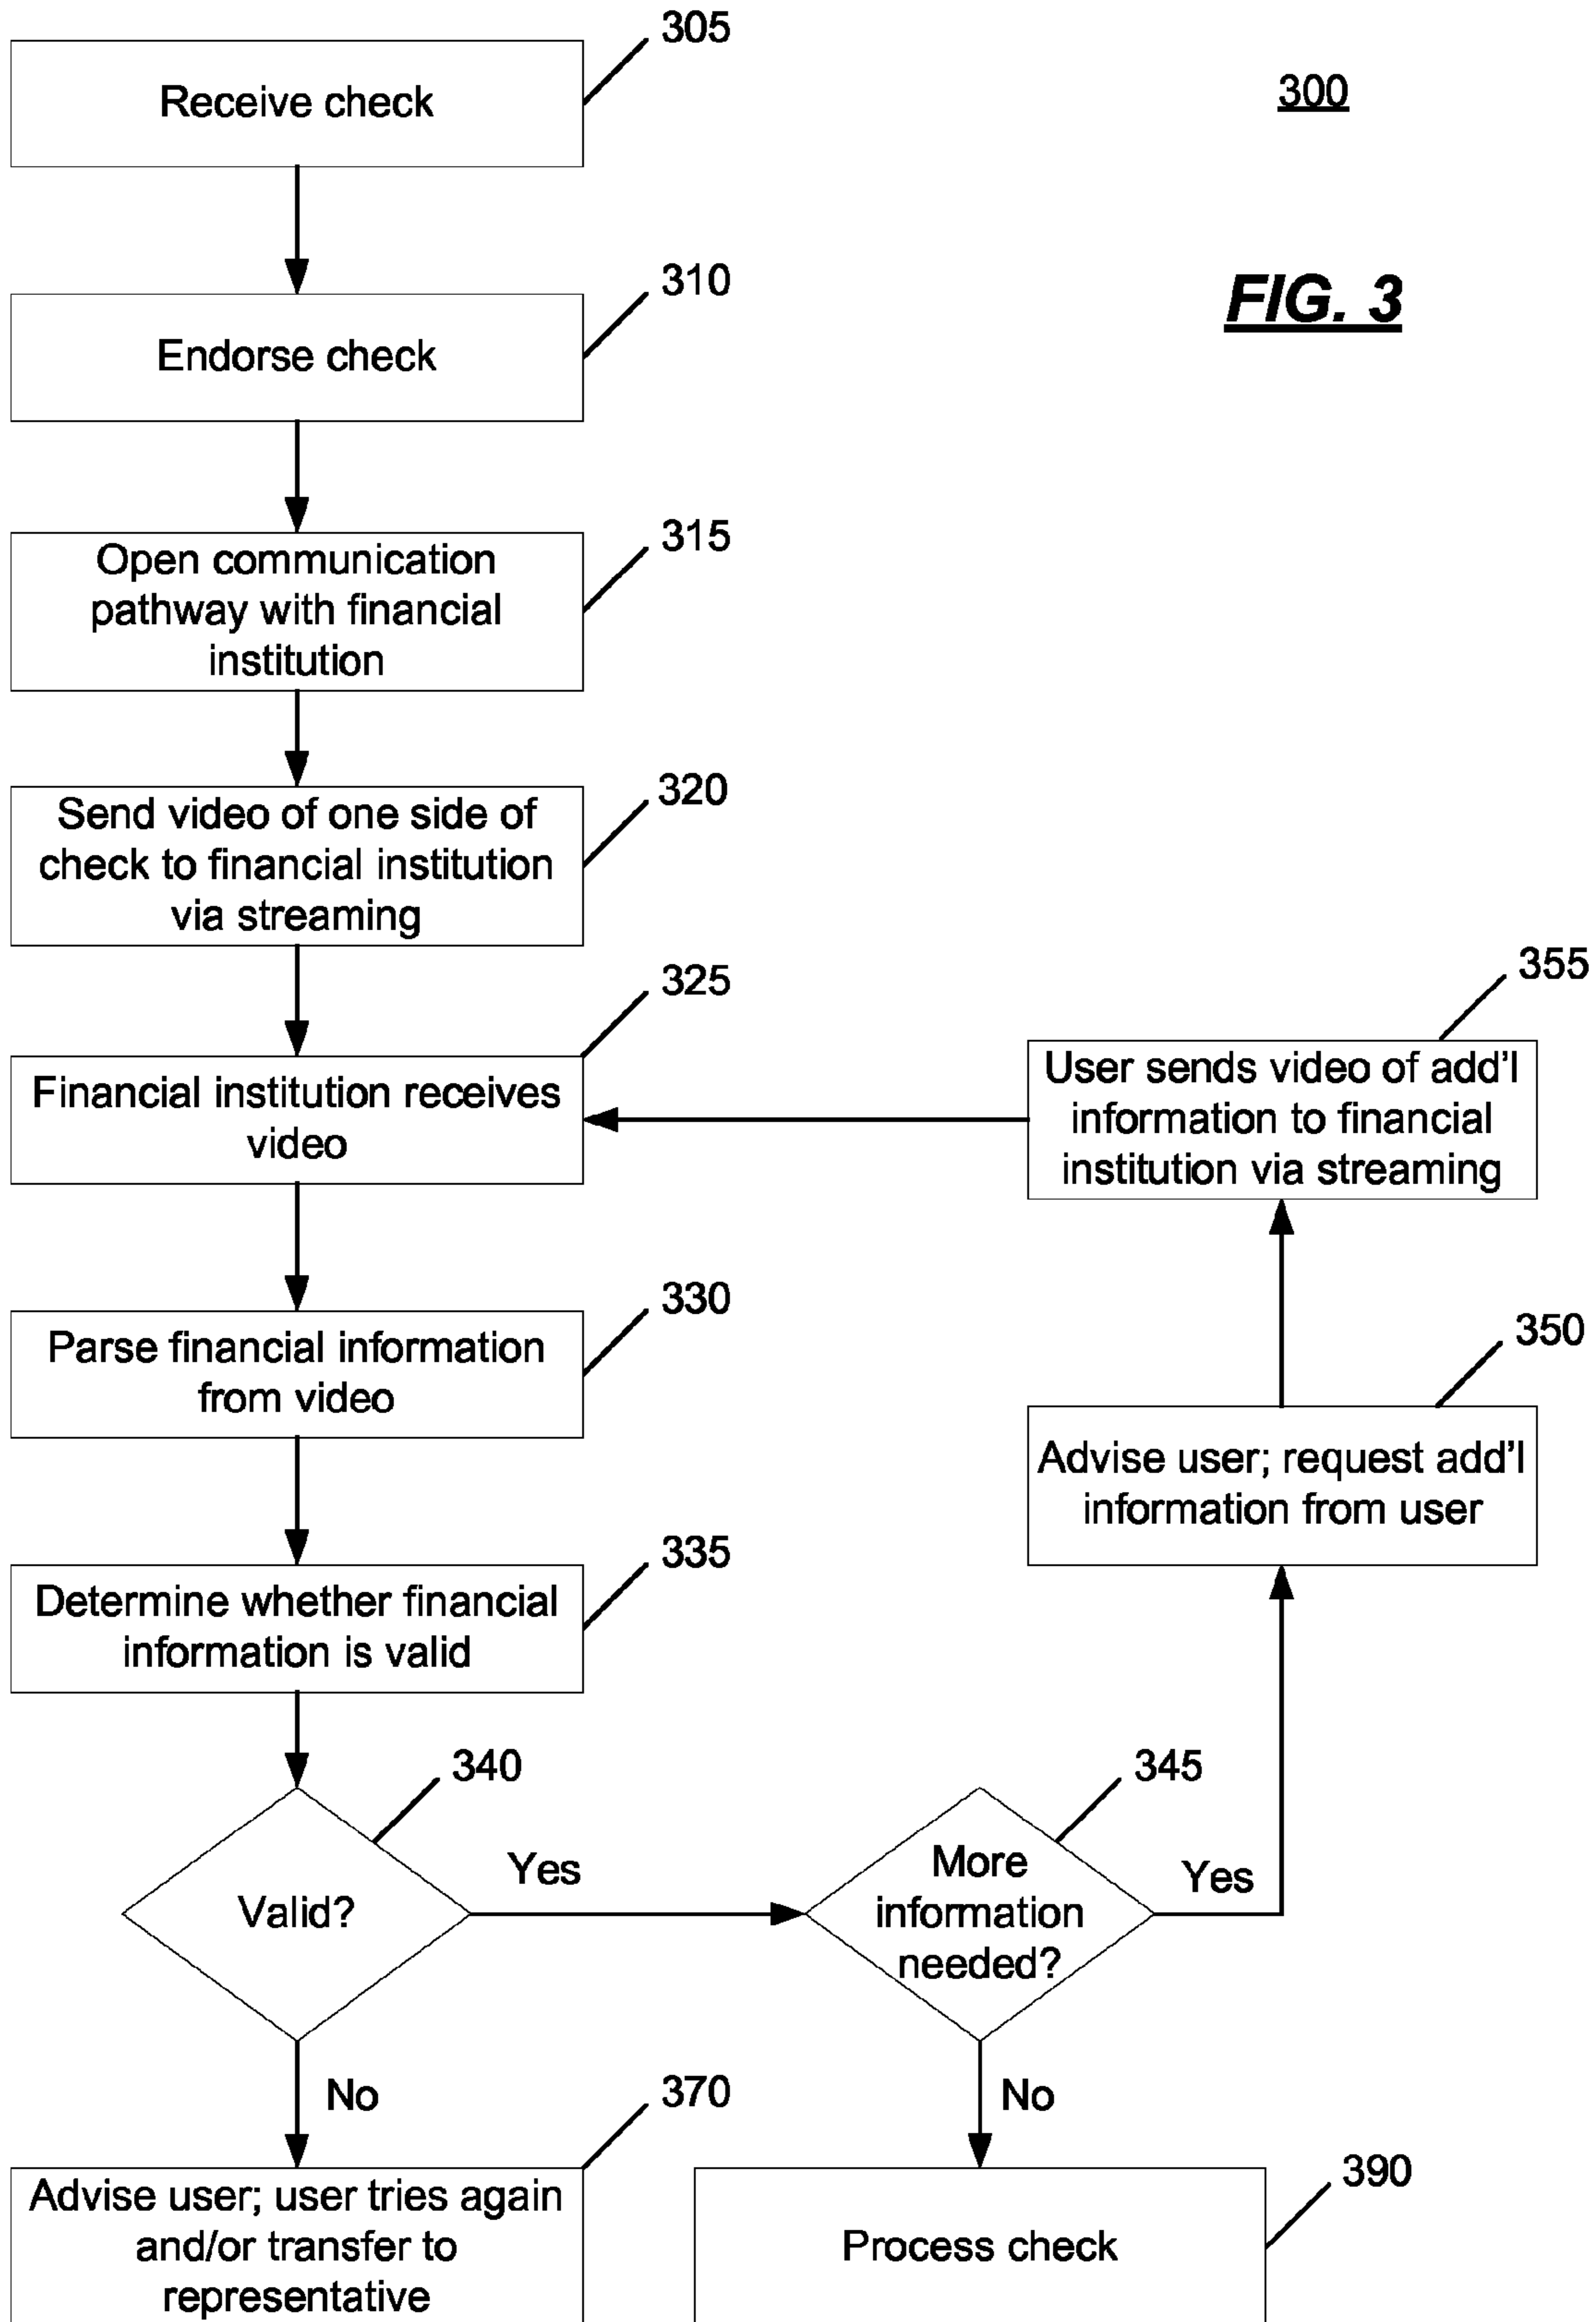 305
Receive check
300
310
Endorse check
FIG. 3
315
Open communication
pathway with financial
institution
320
Send video of one side of
check to financial institution
via streaming
325
Financial institution receives
video
355
User sends video of add'l
information to financial
institution via streaming
330
Parse financial information
from video
350
Advise user; request add'l
information from user
335
Determine whether financial
information is valid
340
Valid?
Yes
345
More
information
needed?
Yes
No
No
370
Advise user; user tries again
and/or transfer to
representative
390
Process check